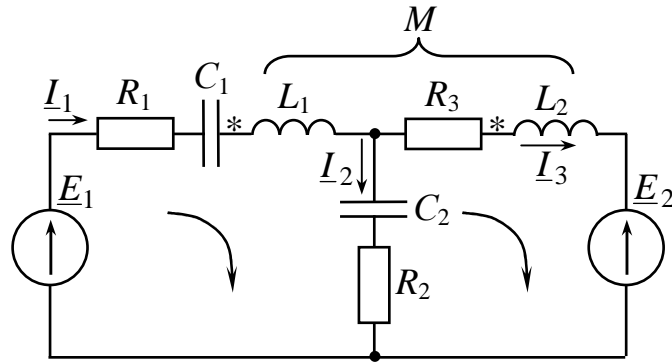 M
I₁ R₁ C₁ * L₁ R₃ * L₂
I₂ I₃
E₁ C₂ E₂
R₂